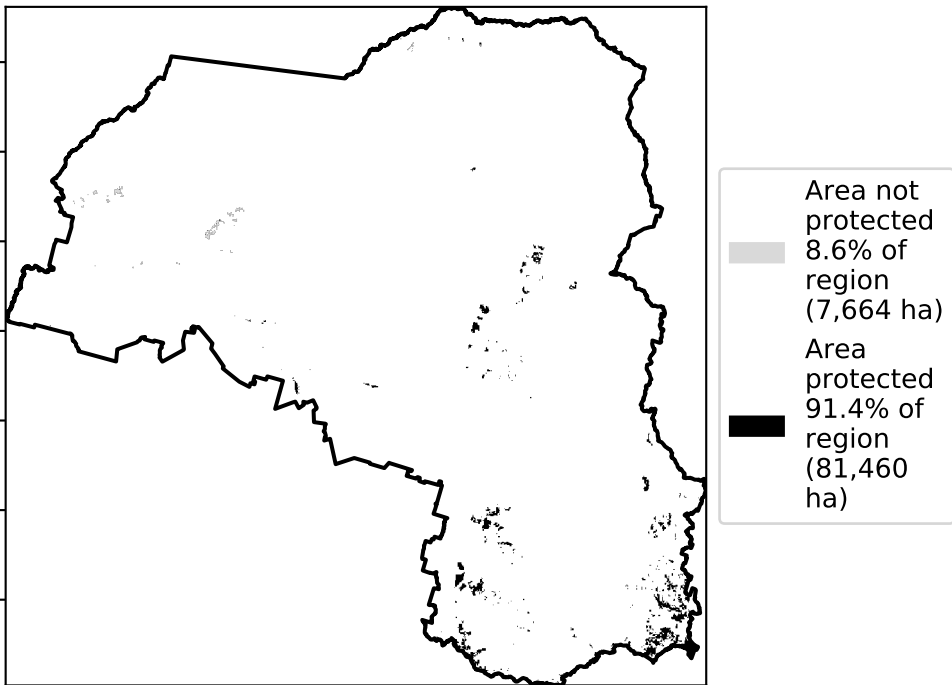 Area not
protected
8.6% of
region
(7,664 ha)
Area
protected
91.4% of
region
(81,460
ha)